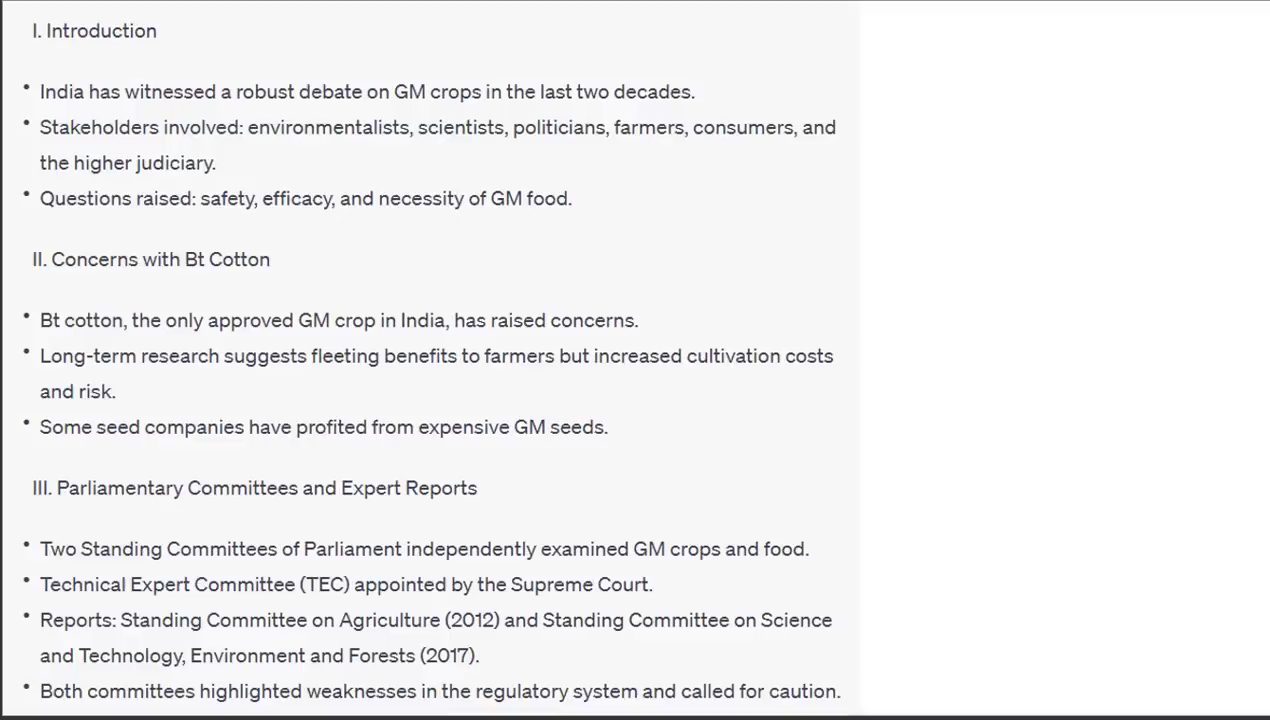 I. Introduction
• India has witnessed a robust debate on GM crops in the last two decades.
• Stakeholders involved: environmentalists, scientists, politicians, farmers, consumers, and
the higher judiciary.
• Questions raised: safety, efficacy, and necessity of GM food.
II. Concerns with Bt Cotton
• Bt cotton, the only approved GM crop in India, has raised concerns.
• Long-term research suggests fleeting benefits to farmers but increased cultivation costs
and risk.
• Some seed companies have profited from expensive GM seeds.
III. Parliamentary Committees and Expert Reports
• Two Standing Committees of Parliament independently examined GM crops and food.
• Technical Expert Committee (TEC) appointed by the Supreme Court.
• Reports: Standing Committee on Agriculture (2012) and Standing Committee on Science
and Technology, Environment and Forests (2017).
• Both committees highlighted weaknesses in the regulatory system and called for caution.